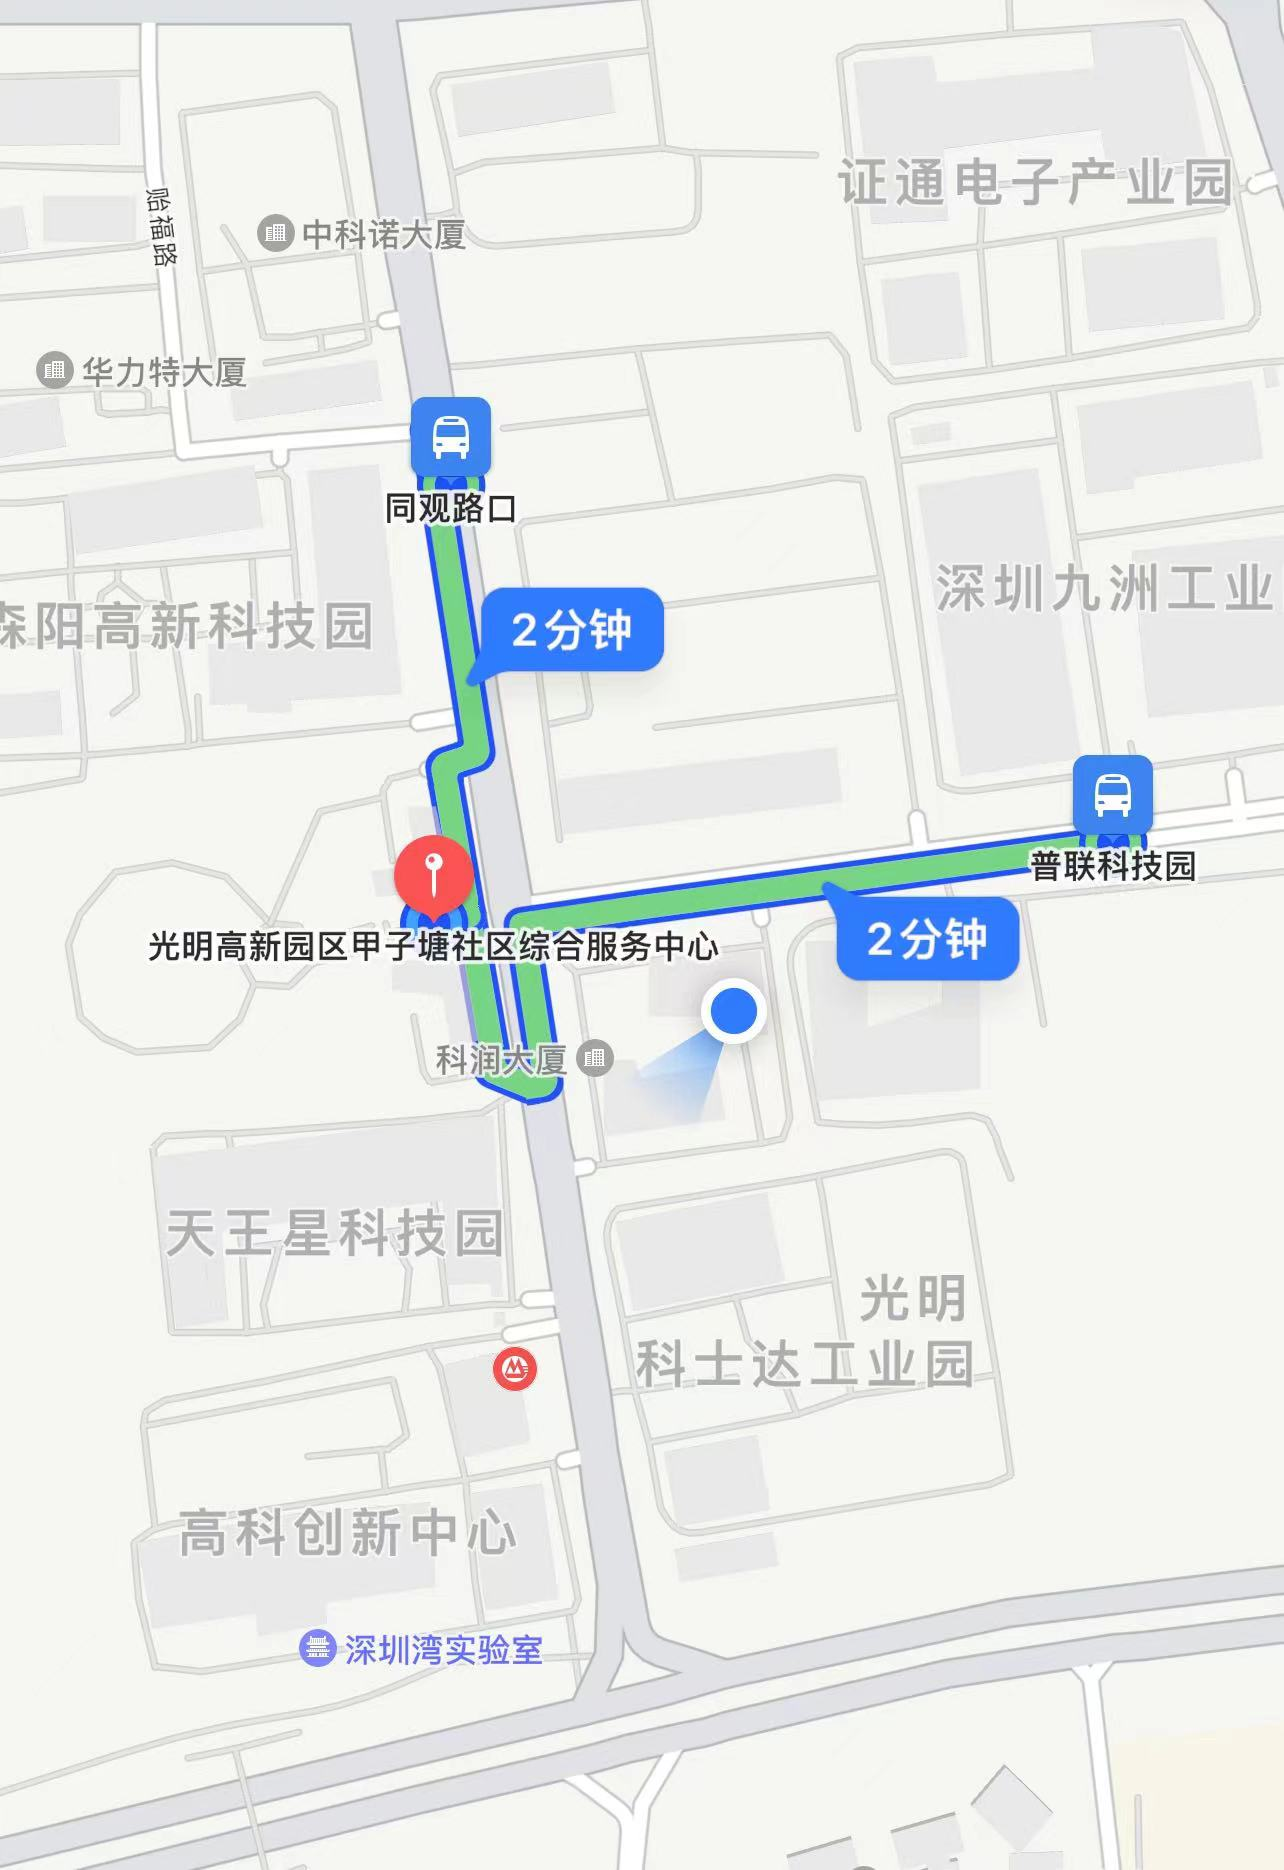 证通电子产业园
贻福路
中科诺大厦
华力特大厦
同观路口
深圳九洲工业
森阳高新科技园
2分钟
普联科技园
2分钟
光明高新园区甲子塘社区综合服务中心
科润大厦
天王星科技园
光明
科士达工业园
高科创新中心
深圳湾实验室